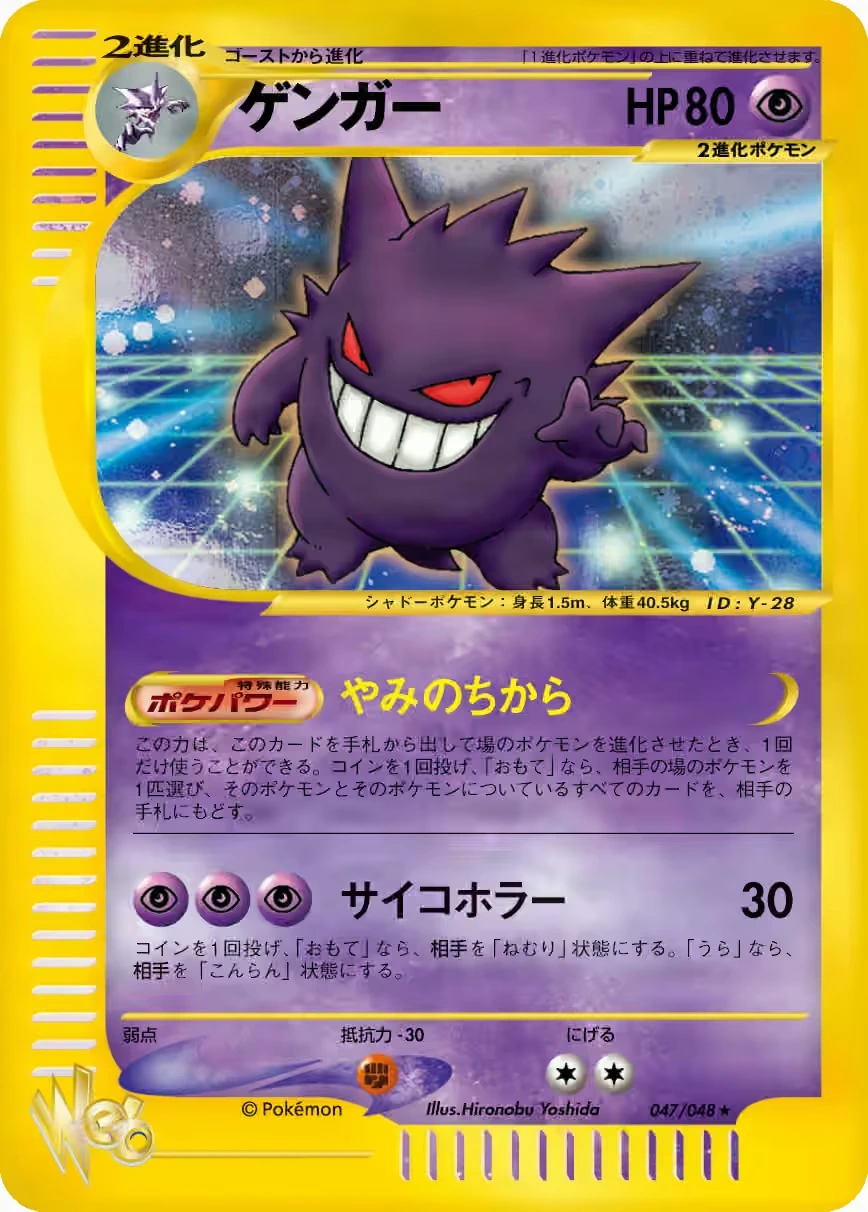 2進化
ゴーストから進化
「1進化ポケモン」の上に重ねて進化させます。
ゲンガー
HP80
2進化ポケモン
シャドーポケモン：身長1.5m、体重40.5kg ID：Y-28
特殊能力
ポケパワー
やみのちから
この力は、このカードを手札から出して場のポケモンを進化させたとき、1回
だけ使うことができる。コインを1回投げ、「おもて」なら、相手の場のポケモンを
1匹選び、そのポケモンとそのポケモンについているすべてのカードを、相手の
手札にもどす。
サイコホラー 30
コインを1回投げ、「おもて」なら、相手を「ねむり」状態にする。「うら」なら、
相手を「こんらん」状態にする。
弱点 抵抗力 -30 にげる
Web
© Pokémon Illus.Hironobu Yoshida 047/048 ★